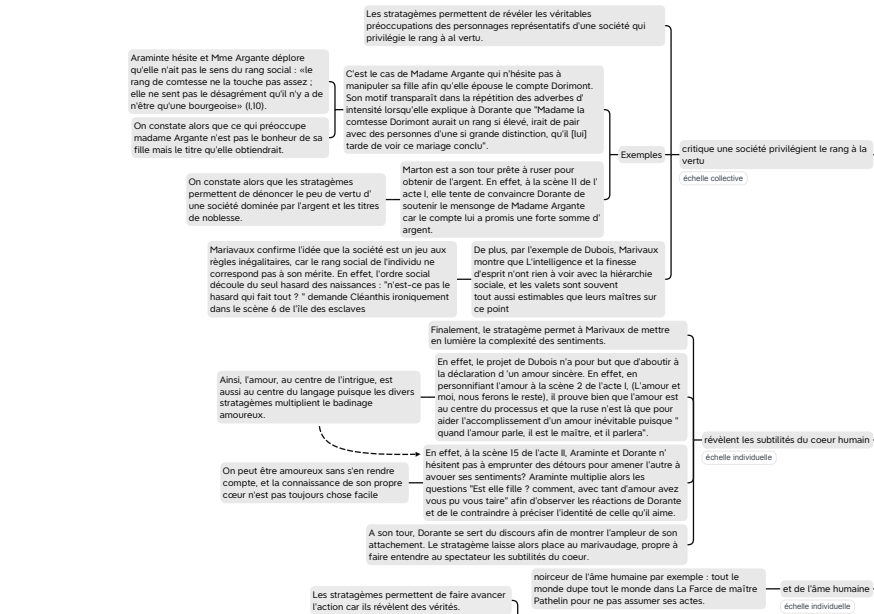 Les stratagèmes permettent de révéler les véritables
préoccupations des personnages représentatifs d'une société qui
privilégie le rang à al vertu.
Araminte hésite et Mme Argante déplore
qu'elle n'ait pas le sens du rang social : «le
rang de comtesse ne la touche pas assez ;
elle ne sent pas le désagrément qu'il n'y a de
n'être qu'une bourgeoise» (I,10).
On constate alors que ce qui préoccupe
madame Argante n'est pas le bonheur de sa
fille mais le titre qu'elle obtiendrait.
C'est le cas de Madame Argante qui n'hésite pas à
manipuler sa fille afin qu'elle épouse le compte Dorimont.
Son motif transparaît dans la répétition des adverbes d'
intensité lorsqu'elle explique à Dorante que "Madame la
comtesse Dorimont aurait un rang si élevé, irait de pair
avec des personnes d'une si grande distinction, qu'il [lui]
tarde de voir ce mariage conclu".
Exemples
critique une société privilégient le rang à la
vertu
échelle collective
On constate alors que les stratagèmes
permettent de dénoncer le peu de vertu d'
une société dominée par l'argent et les titres
de noblesse.
Marton est a son tour prête à ruser pour
obtenir de l'argent. En effet, à la scène 11 de l'
acte I, elle tente de convaincre Dorante de
soutenir le mensonge de Madame Argante
car le compte lui a promis une forte somme d'
argent.
Mariavaux confirme l'idée que la société est un jeu aux
règles inégalitaires, car le rang social de l'individu ne
correspond pas à son mérite. En effet, l'ordre social
découle du seul hasard des naissances : "n'est-ce pas le
hasard qui fait tout ? " demande Cléanthis ironiquement
dans le scène 6 de l'île des esclaves
De plus, par l'exemple de Dubois, Marivaux
montre que L'intelligence et la finesse
d'esprit n'ont rien à voir avec la hiérarchie
sociale, et les valets sont souvent
tout aussi estimables que leurs maîtres sur
ce point
Finalement, le stratagème permet à Marivaux de mettre
en lumière la complexité des sentiments.
Ainsi, l'amour, au centre de l'intrigue, est
aussi au centre du langage puisque les divers
stratagèmes multiplient le badinage
amoureux.
En effet, le projet de Dubois n'a pour but que d'aboutir à
la déclaration d 'un amour sincère. En effet, en
personnifiant l'amour à la scène 2 de l'acte I, (L'amour et
moi, nous ferons le reste), il prouve bien que l'amour est
au centre du processus et que la ruse n'est là que pour
aider l'accomplissement d'un amour inévitable puisque "
quand l'amour parle, il est le maître, et il parlera".
révèlent les subtilités du coeur humain
échelle individuelle
On peut être amoureux sans s'en rendre
compte, et la connaissance de son propre
cœur n'est pas toujours chose facile
En effet, à la scène 15 de l'acte II, Araminte et Dorante n'
hésitent pas à emprunter des détours pour amener l'autre à
avouer ses sentiments? Araminte multiplie alors les
questions "Est elle fille ? comment, avec tant d'amour avez
vous pu vous taire" afin d'observer les réactions de Dorante
et de le contraindre à préciser l'identité de celle qu'il aime.
A son tour, Dorante se sert du discours afin de montrer l'ampleur de son
attachement. Le stratagème laisse alors place au marivaudage, propre à
faire entendre au spectateur les subtilités du coeur.
noirceur de l'âme humaine par exemple : tout le
monde dupe tout le monde dans La Farce de maître
Pathelin pour ne pas assumer ses actes.
et de l'âme humaine
échelle individuelle
Les stratagèmes permettent de faire avancer
l'action car ils révèlent des vérités.